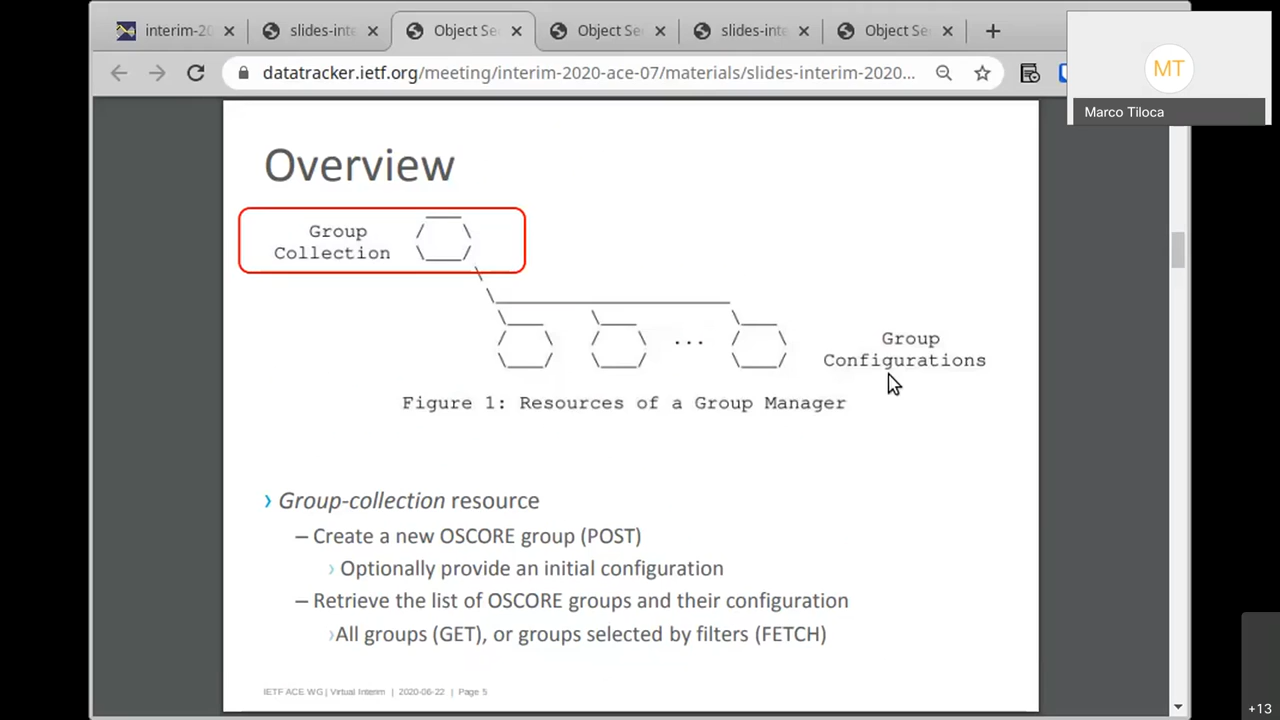 interim-20
slides-inte
Object Se
Object Se
slides-inte
Object Se
datatracker.ietf.org/meeting/interim-2020-ace-07/materials/slides-interim-2020...
MT
Marco Tiloca
Overview
Group
Collection
...
Group
Configurations
Figure 1: Resources of a Group Manager
› Group-collection resource
– Create a new OSCORE group (POST)
› Optionally provide an initial configuration
– Retrieve the list of OSCORE groups and their configuration
›All groups (GET), or groups selected by filters (FETCH)
IETF ACE WG | Virtual Interim | 2020-06-22 | Page 5
+13